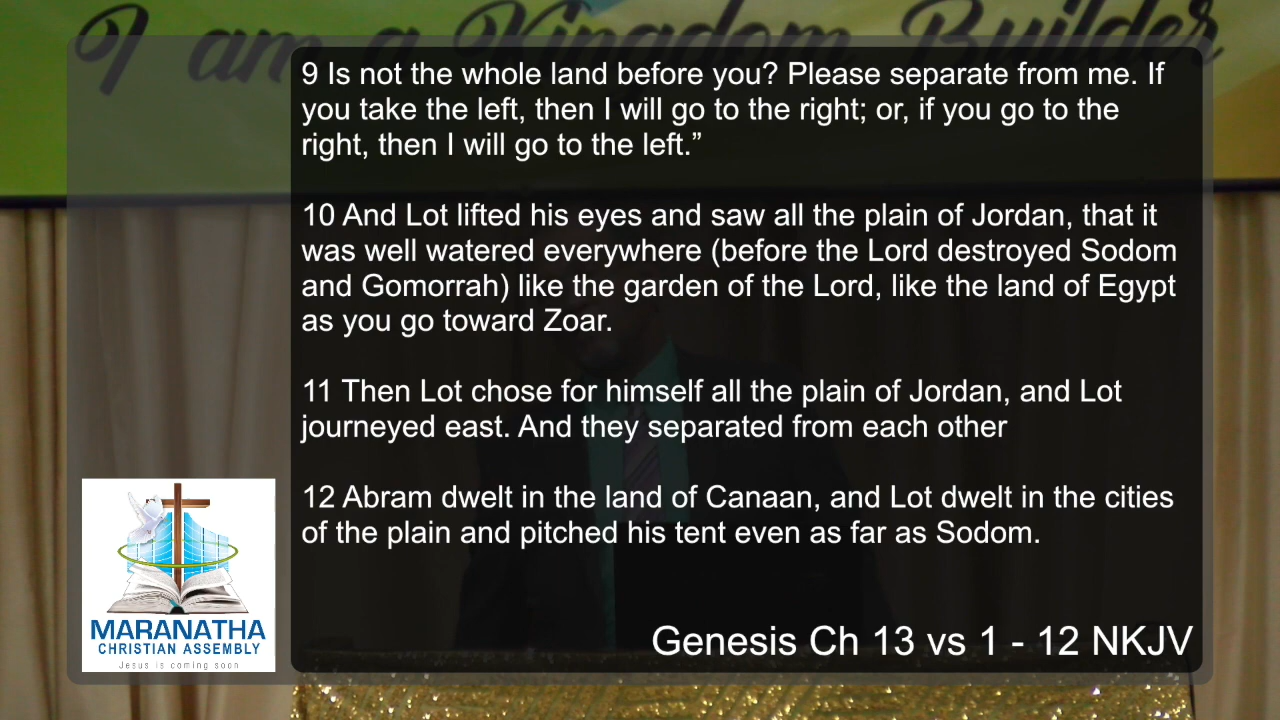 I am a Kingdom Builder
9 Is not the whole land before you? Please separate from me. If
you take the left, then I will go to the right; or, if you go to the
right, then I will go to the left.”
10 And Lot lifted his eyes and saw all the plain of Jordan, that it
was well watered everywhere (before the Lord destroyed Sodom
and Gomorrah) like the garden of the Lord, like the land of Egypt
as you go toward Zoar.
11 Then Lot chose for himself all the plain of Jordan, and Lot
journeyed east. And they separated from each other
12 Abram dwelt in the land of Canaan, and Lot dwelt in the cities
of the plain and pitched his tent even as far as Sodom.
Genesis Ch 13 vs 1 - 12 NKJV
MARANATHA
CHRISTIAN ASSEMBLY
Jesus is coming soon